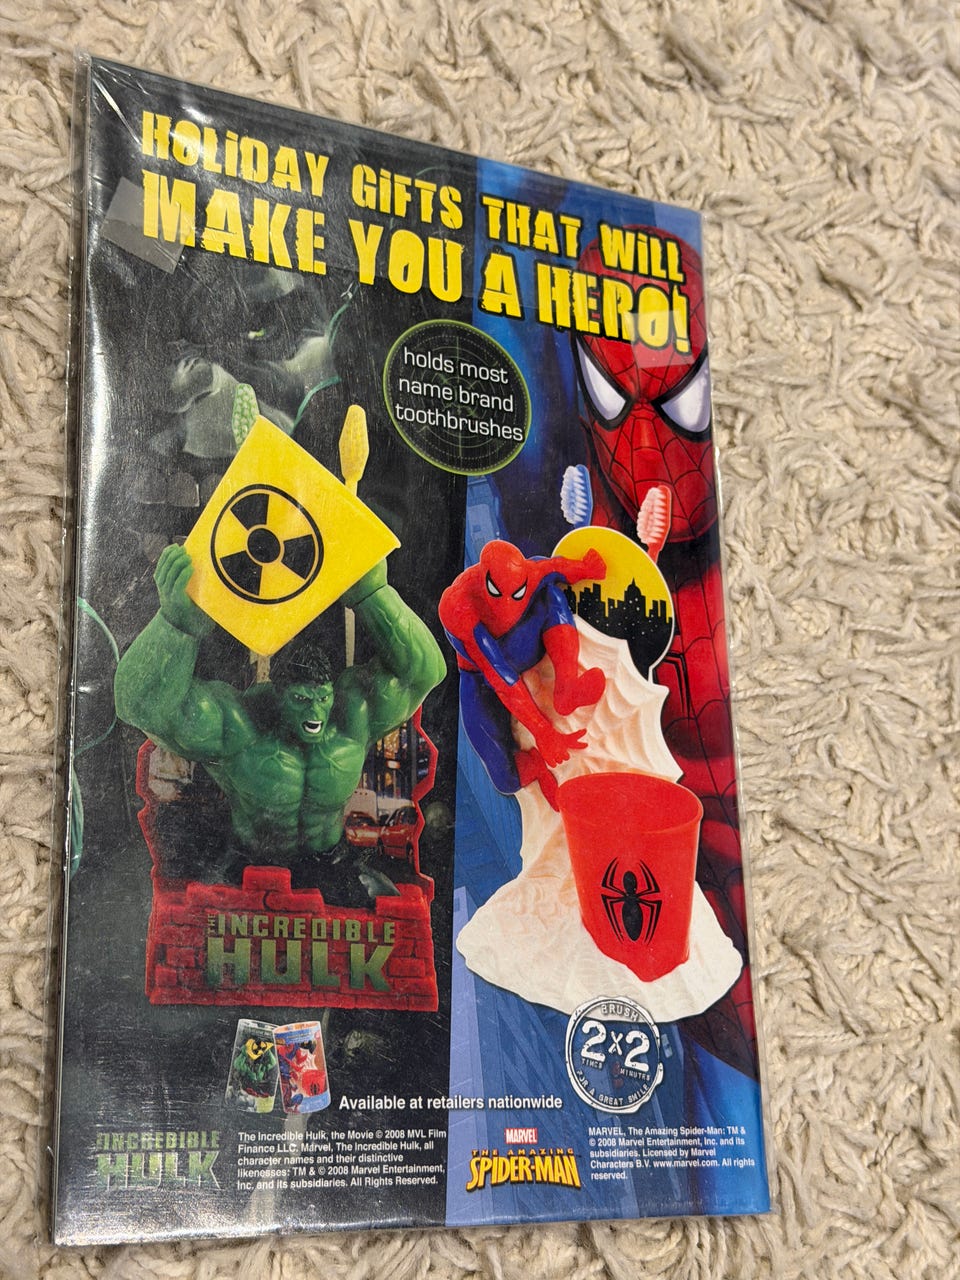 HOLiDAY GiFTS THAT WiLL
MAKE YOU A HERO!
holds most
name brand
toothbrushes
THE INCREDIBLE
HULK
BRUSH
2x2
TIMES MINUTES
FOR A GREAT SMILE
Available at retailers nationwide
INCREDIBLE
HULK
The Incredible Hulk, the Movie © 2008 MVL Film
Finance LLC. Marvel, The Incredible Hulk, all
character names and their distinctive
likenesses: TM & © 2008 Marvel Entertainment,
Inc. and its subsidiaries. All Rights Reserved.
MARVEL
THE AMAZING
SPIDER-MAN
MARVEL, The Amazing Spider-Man: TM &
© 2008 Marvel Entertainment, Inc. and its
subsidiaries. Licensed by Marvel
Characters B.V. www.marvel.com. All rights
reserved.